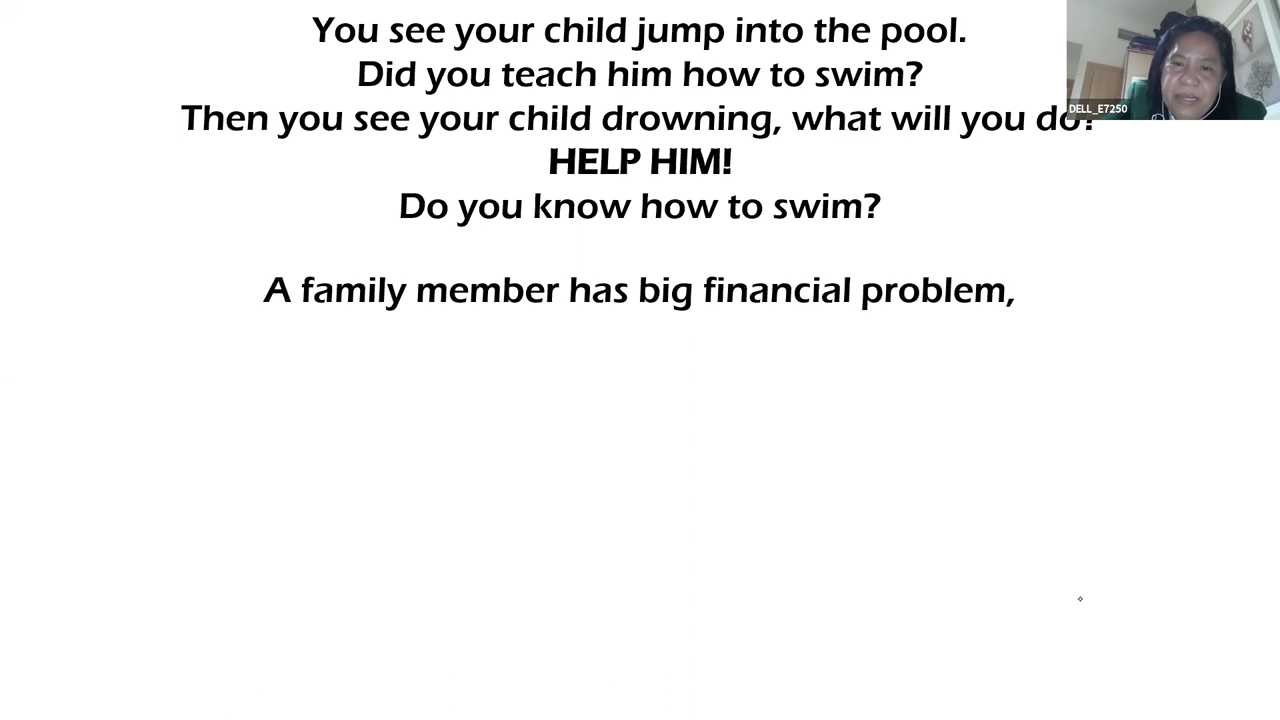 You see your child jump into the pool.
Did you teach him how to swim?
Then you see your child drowning, what will you do?
HELP HIM!
Do you know how to swim?
A family member has big financial problem,
DELL_E7250